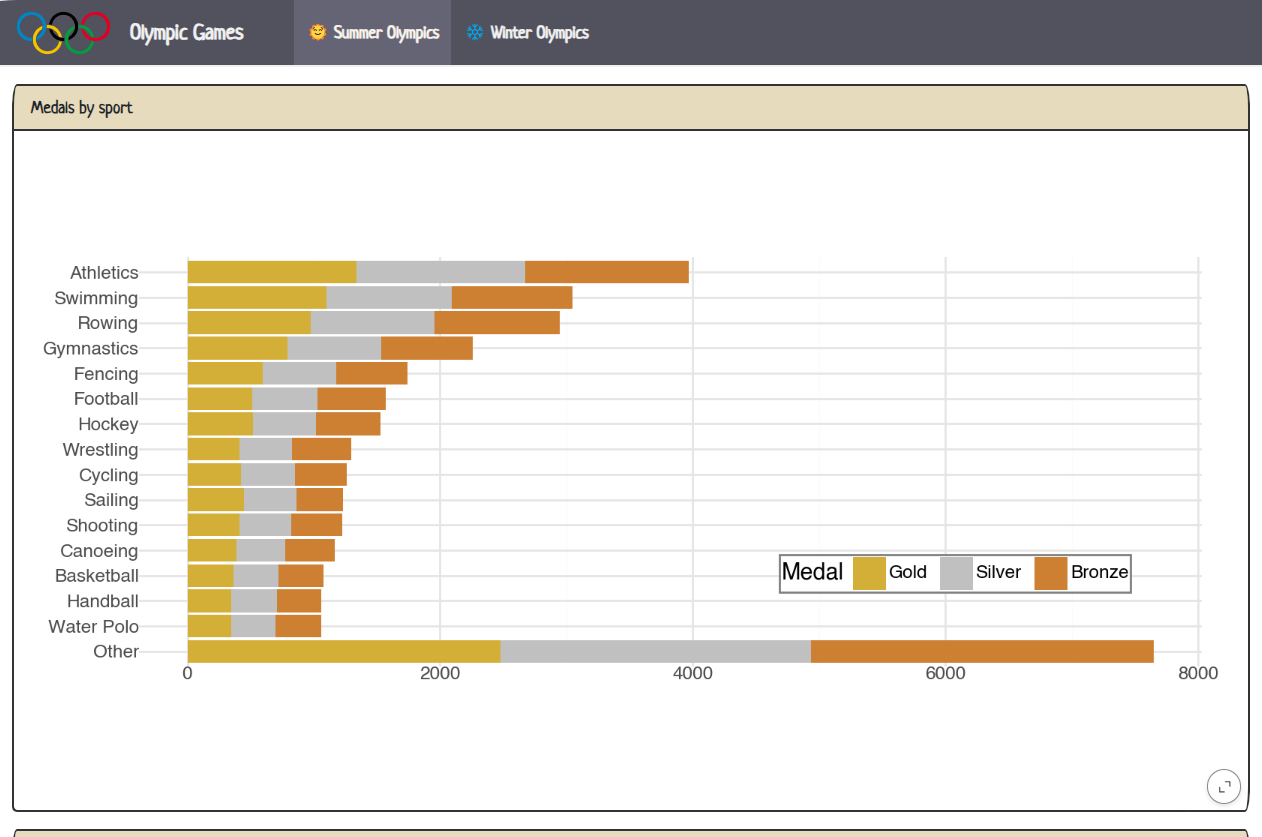 Olympic Games
🌞 Summer Olympics
❄ Winter Olympics
Medals by sport
Athletics
Swimming
Rowing
Gymnastics
Fencing
Football
Hockey
Wrestling
Cycling
Sailing
Shooting
Canoeing
Basketball
Handball
Water Polo
Other
Medal Gold Silver Bronze
0 2000 4000 6000 8000